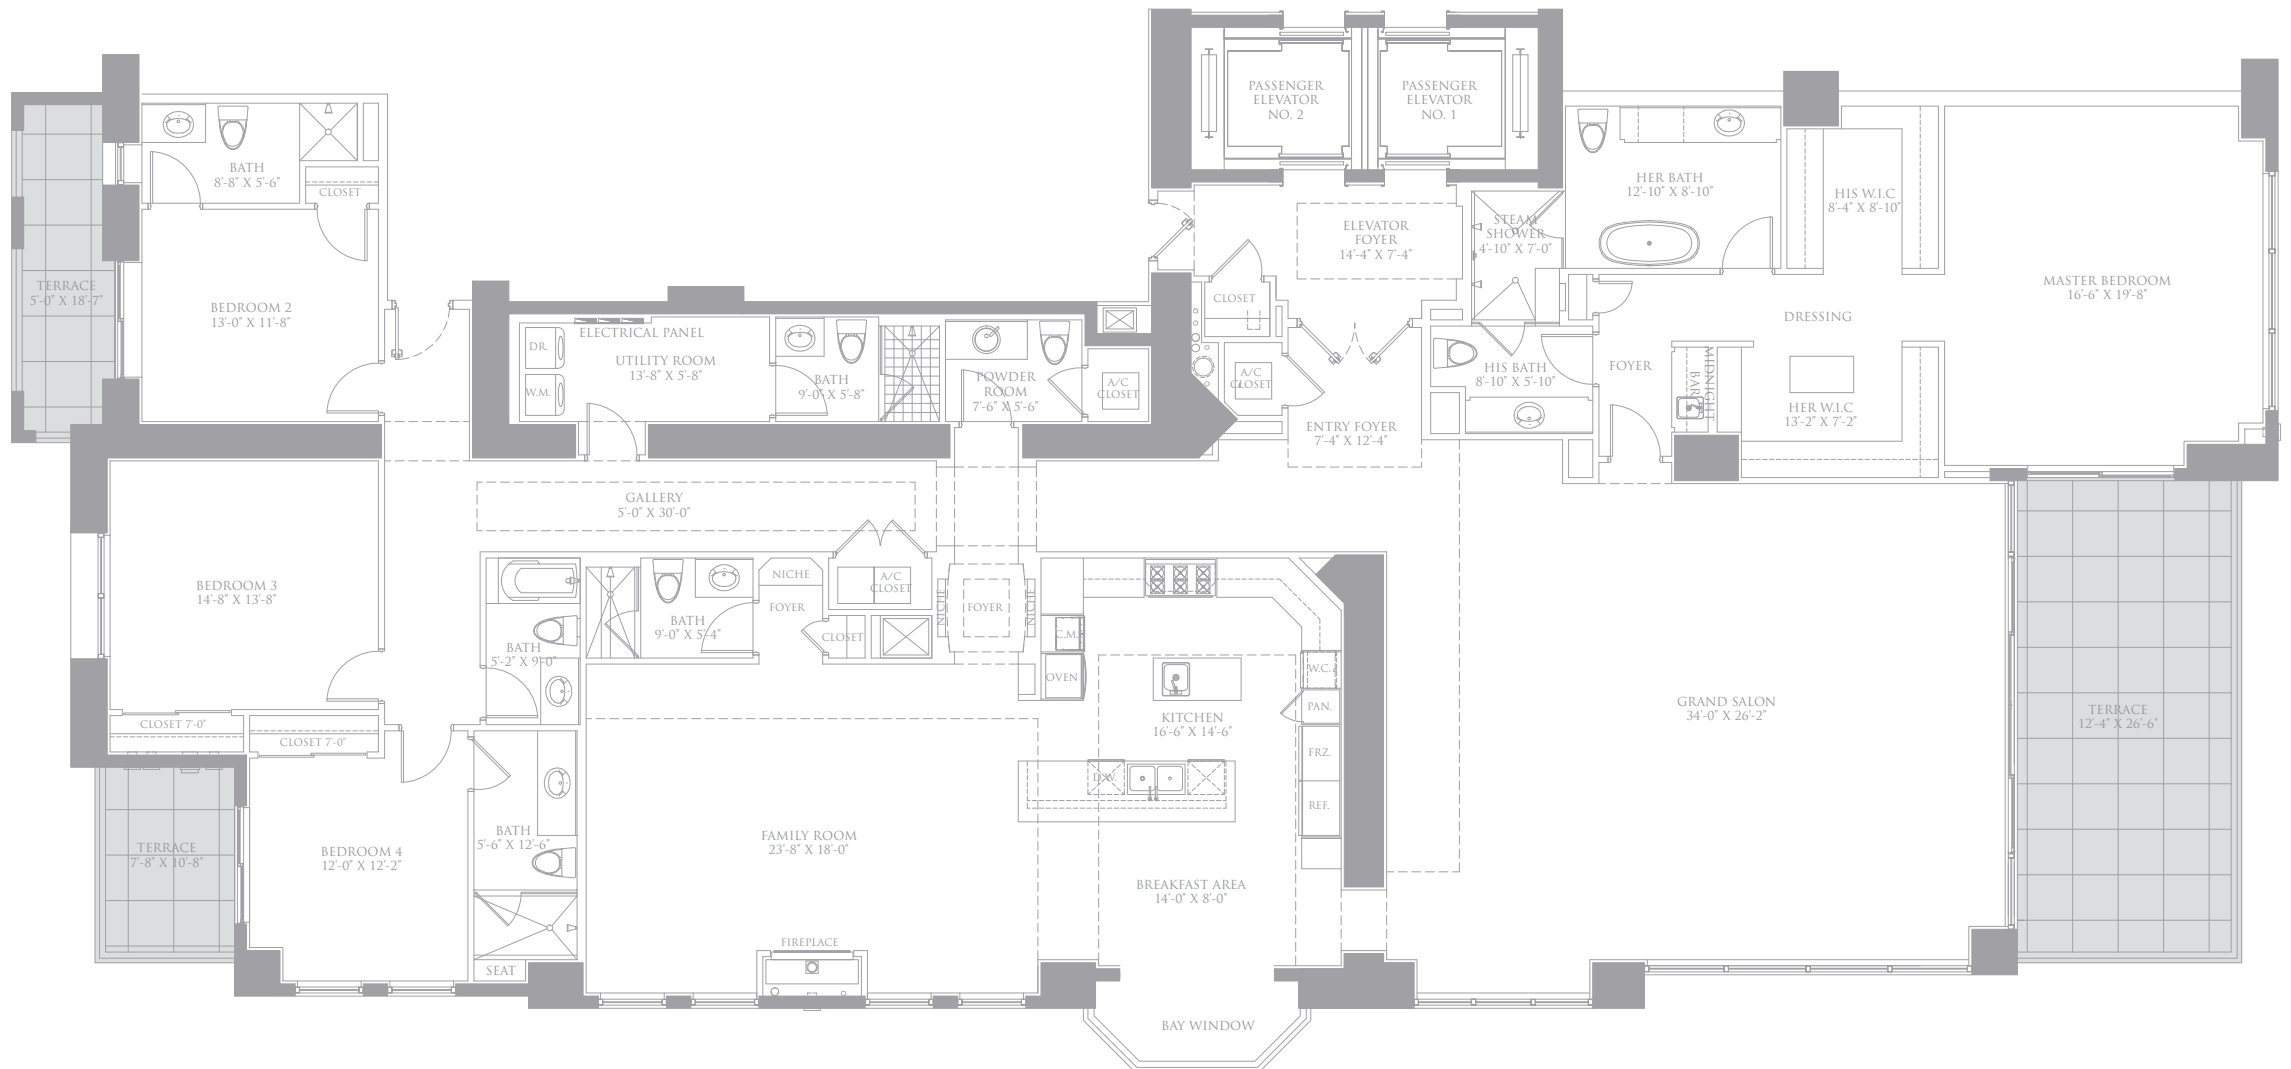 PASSENGER
ELEVATOR
NO. 2
PASSENGER
ELEVATOR
NO. 1
BATH
8'-8" X 5'-6"
CLOSET
HER BATH
12'-10" X 8'-10"
HIS W.I.C
8'-4" X 8'-10"
STEAM
SHOWER
4'-10" X 7'-0"
ELEVATOR
FOYER
14'-4" X 7'-4"
TERRACE
5'-0" X 18'-7"
BEDROOM 2
13'-0" X 11'-8"
MASTER BEDROOM
16'-6" X 19'-8"
CLOSET
DRESSING
ELECTRICAL PANEL
DR.
UTILITY ROOM
13'-8" X 5'-8"
W.M.
BATH
9'-0" X 5'-8"
POWDER
ROOM
7'-6" X 5'-6"
A/C
CLOSET
A/C
CLOSET
HIS BATH
8'-10" X 5'-10"
FOYER
MIDNIGHT
BAR
HER W.I.C
13'-2" X 7'-2"
ENTRY FOYER
7'-4" X 12'-4"
GALLERY
5'-0" X 30'-0"
BEDROOM 3
14'-8" X 13'-8"
NICHE
FOYER
A/C
CLOSET
NICHE
FOYER
NICHE
BATH
9'-0" X 5'-4"
CLOSET
C.M.
BATH
5'-2" X 9'-0"
OVEN
W.C.
PAN.
KITCHEN
16'-6" X 14'-6"
GRAND SALON
34'-0" X 26'-2"
TERRACE
12'-4" X 26'-6"
CLOSET 7'-0"
CLOSET 7'-0"
FRZ.
D.W.
REF.
TERRACE
7'-8" X 10'-8"
BEDROOM 4
12'-0" X 12'-2"
BATH
5'-6" X 12'-6"
FAMILY ROOM
23'-8" X 18'-0"
BREAKFAST AREA
14'-0" X 8'-0"
FIREPLACE
SEAT
BAY WINDOW